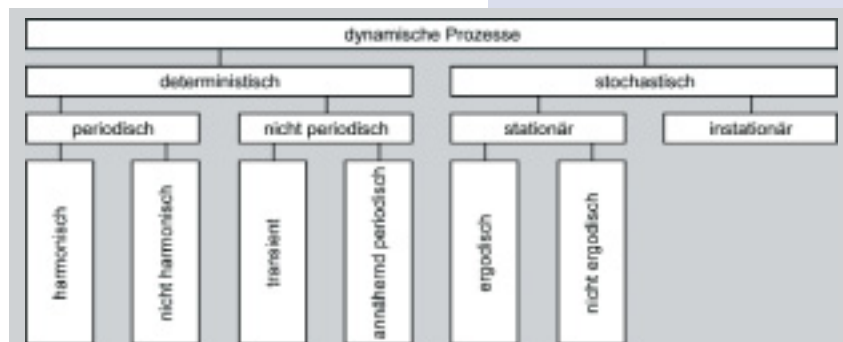 dynamische Prozesse
deterministisch
stochastisch
periodisch
nicht periodisch
stationär
instationär
harmonisch
nicht harmonisch
transient
annähernd periodisch
ergodisch
nicht ergodisch